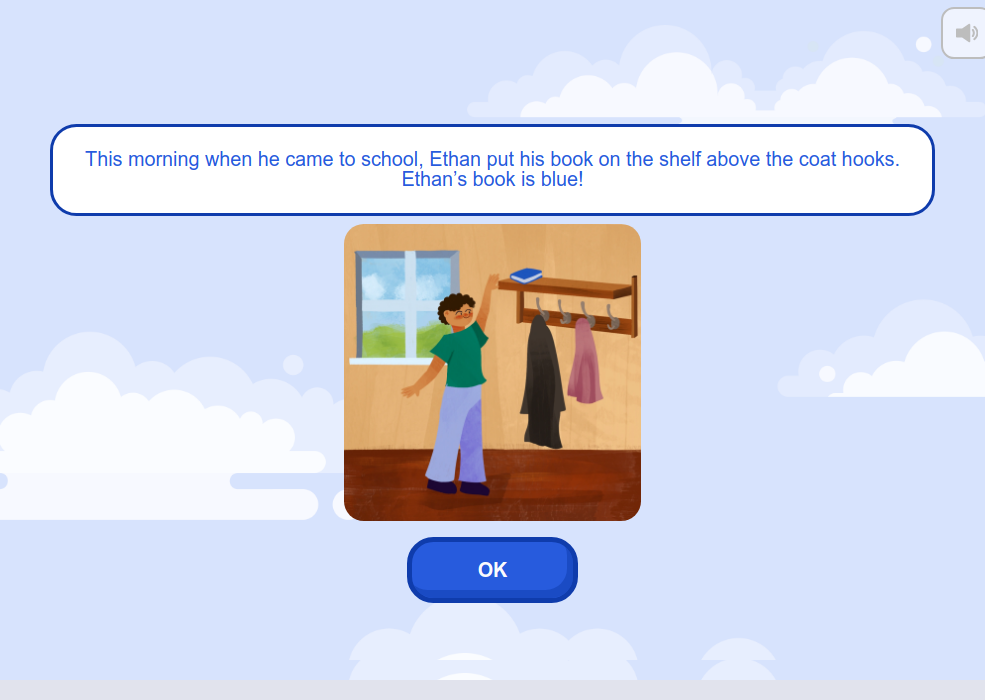 This morning when he came to school, Ethan put his book on the shelf above the coat hooks.
Ethan’s book is blue!
OK